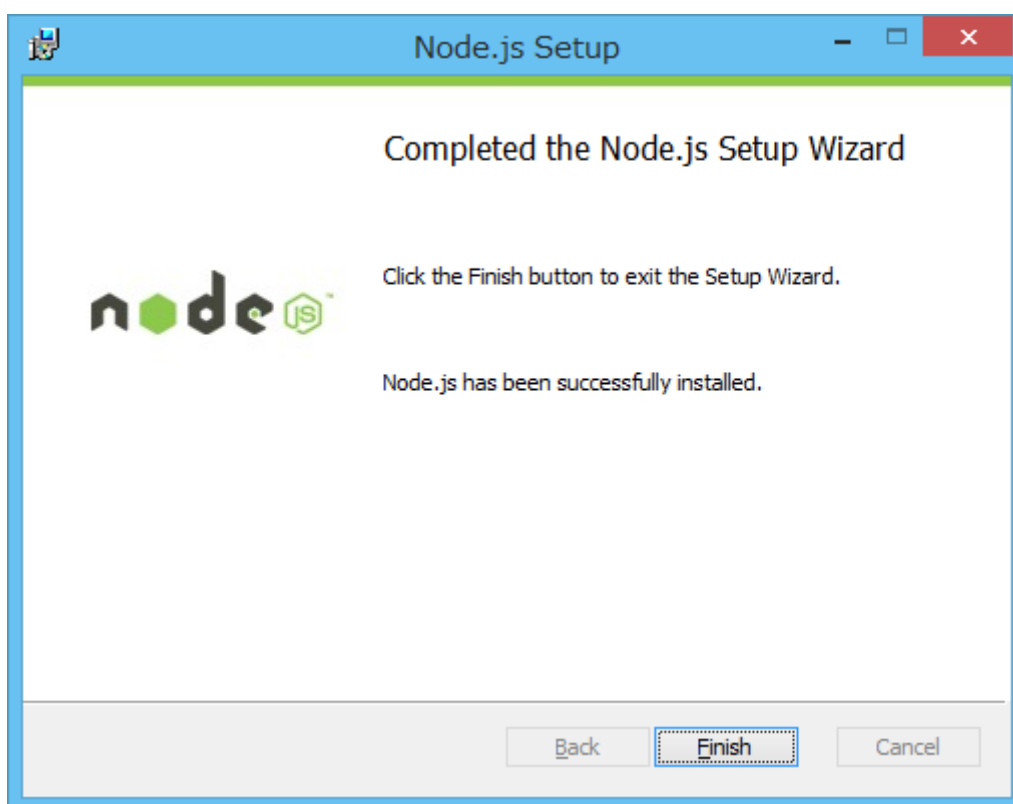 Node.js Setup
Completed the Node.js Setup Wizard
Click the Finish button to exit the Setup Wizard.
node JS™
Node.js has been successfully installed.
Back Finish Cancel